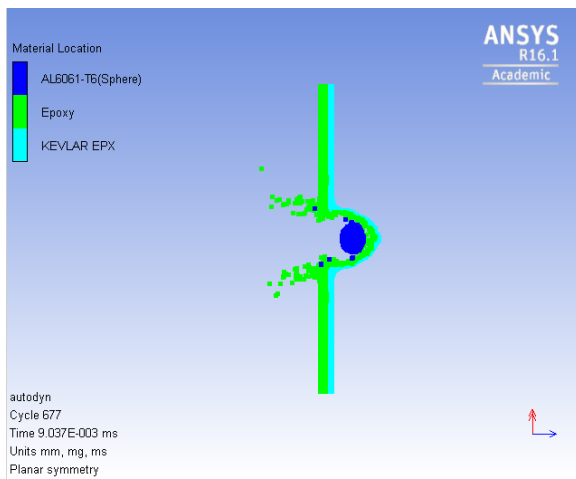 ANSYS
R16.1
Academic
Material Location
AL6061-T6(Sphere)
Epoxy
KEVLAR EPX
autodyn
Cycle 677
Time 9.037E-003 ms
Units mm, mg, ms
Planar symmetry